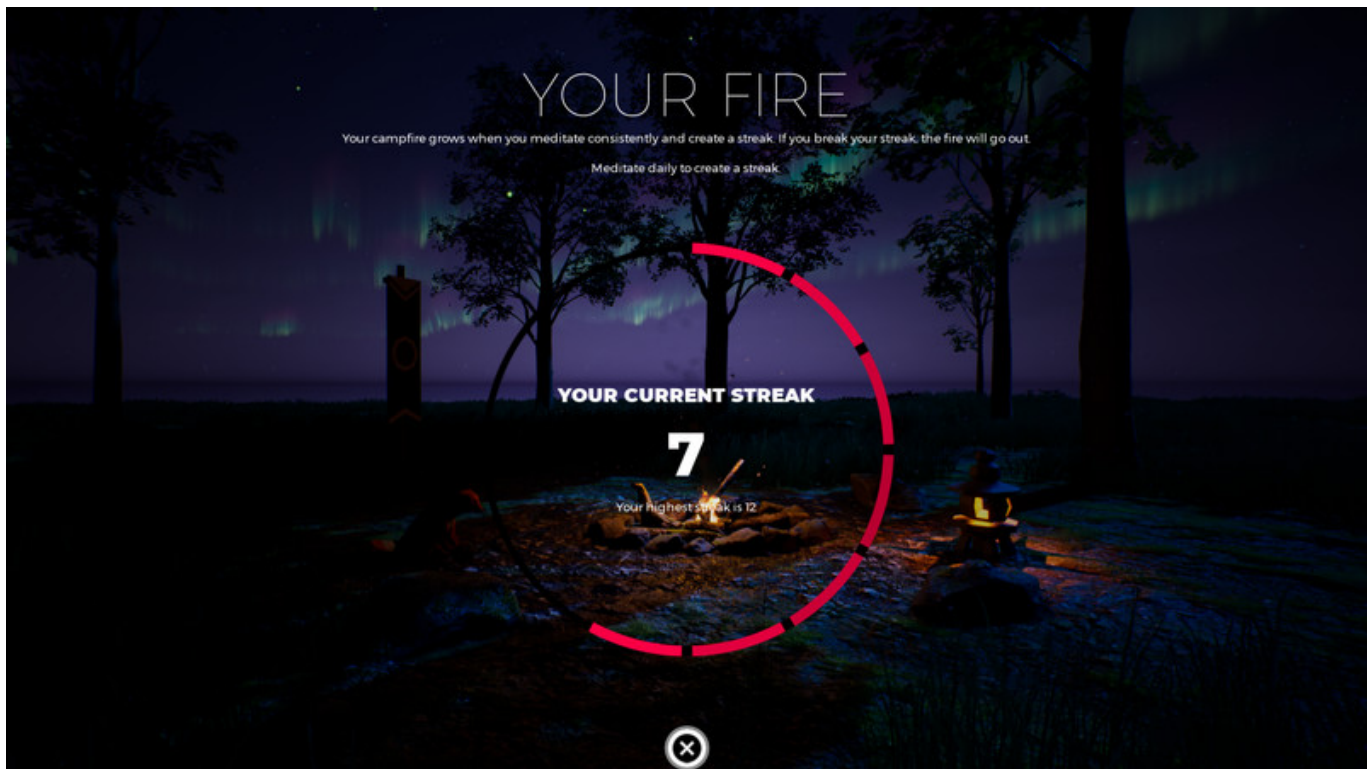 YOUR FIRE
Your campfire grows when you meditate consistently and create a streak. If you break your streak, the fire will go out.
Meditate daily to create a streak.
YOUR CURRENT STREAK
7
Your highest streak is 12